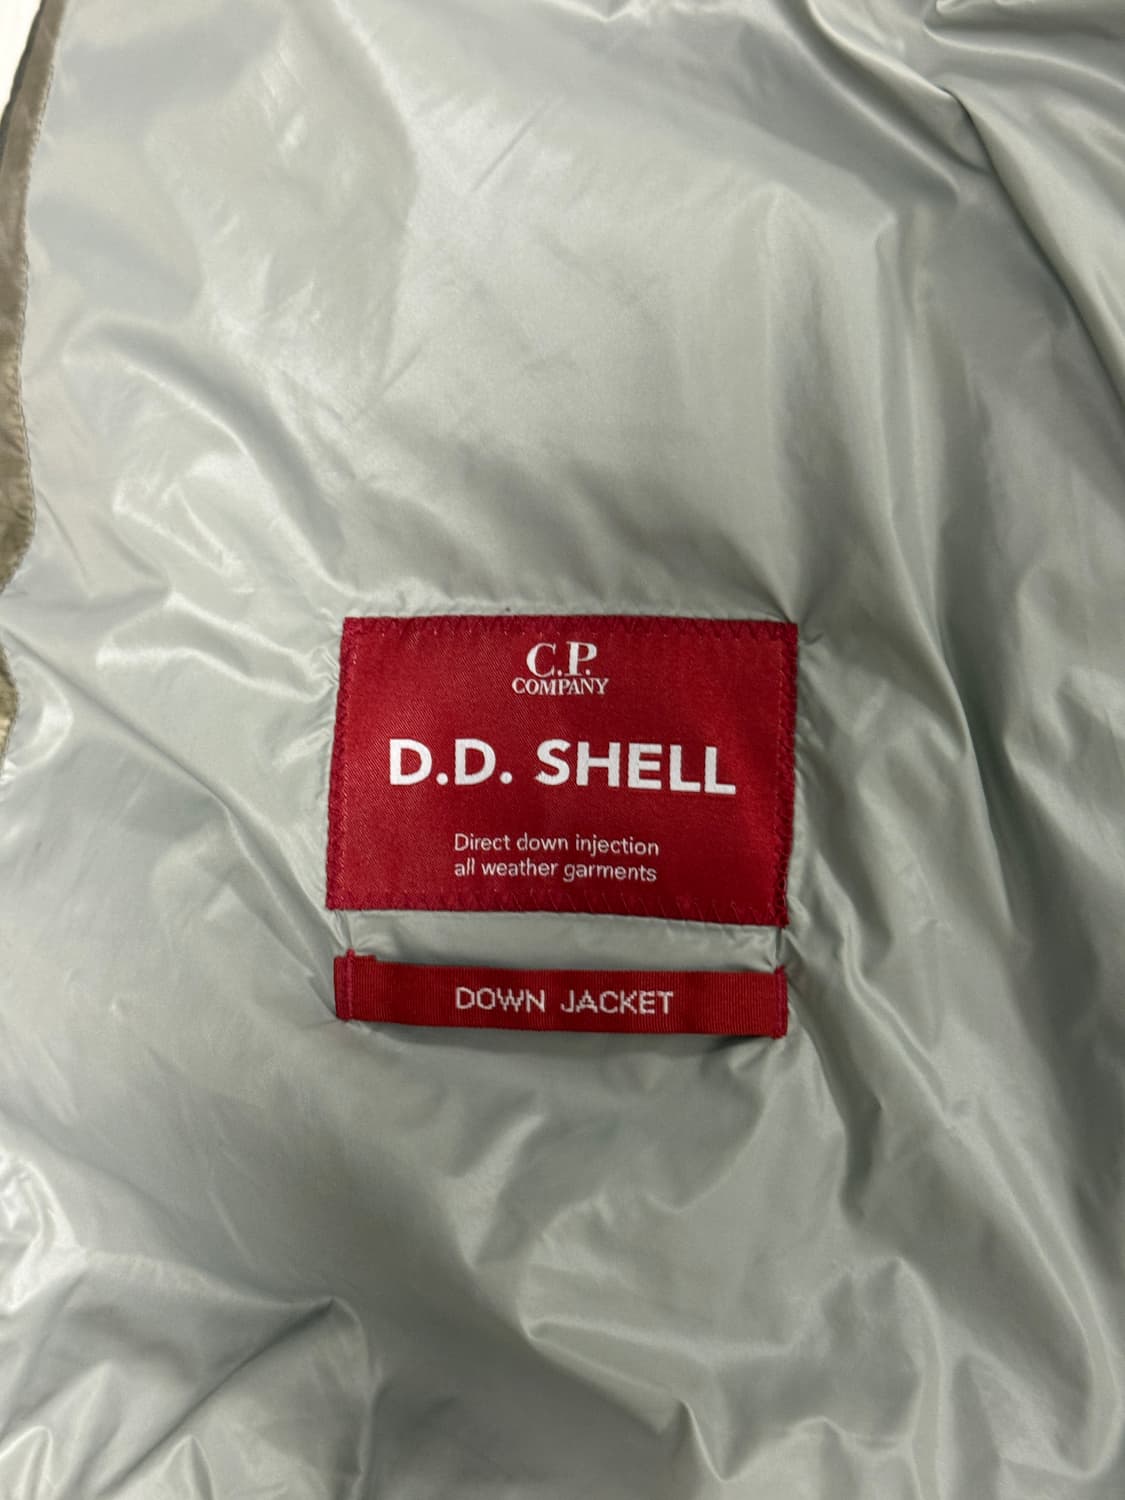 C.P.
COMPANY
D.D. SHELL
Direct down injection
all weather garments
DOWN JACKET